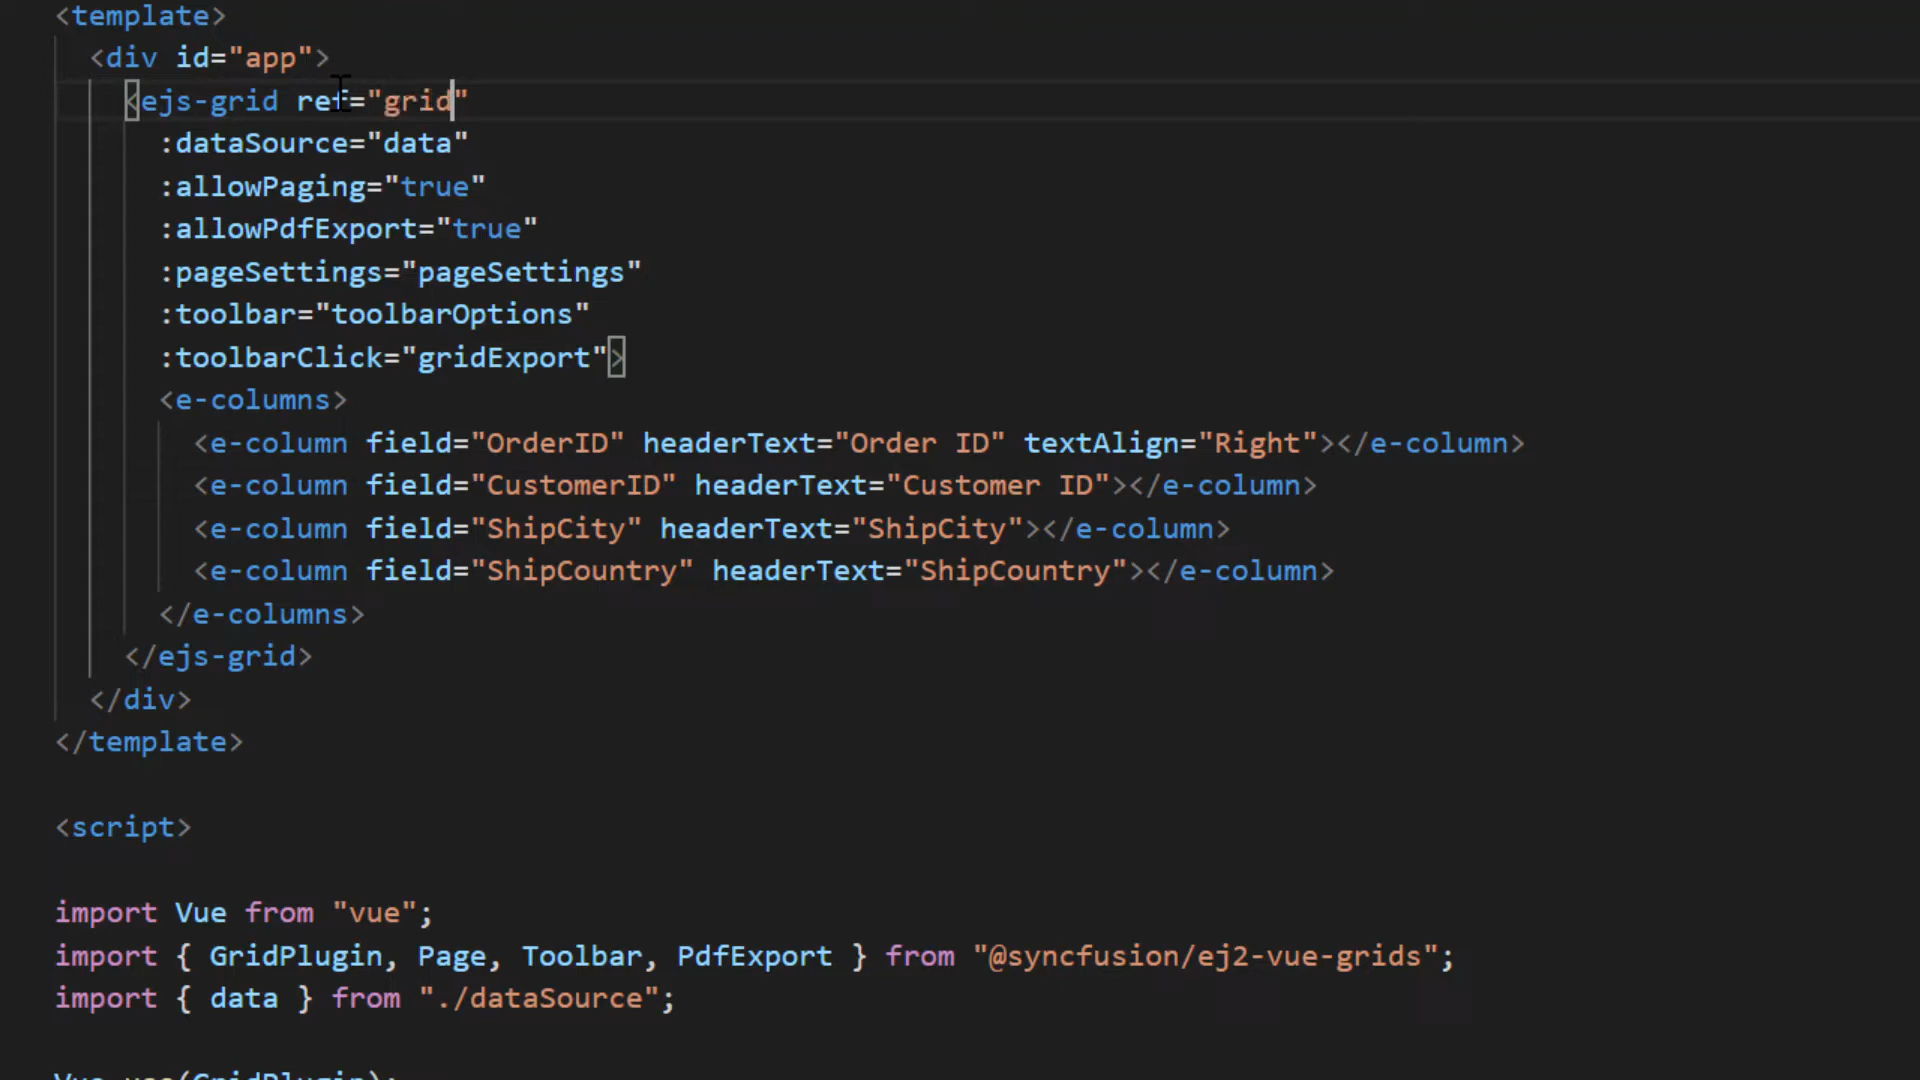 <template>
<div id="app">
<ejs-grid ref="grid"
:dataSource="data"
:allowPaging="true"
:allowPdfExport="true"
:pageSettings="pageSettings"
:toolbar="toolbarOptions"
:toolbarClick="gridExport">
<e-columns>
<e-column field="OrderID" headerText="Order ID" textAlign="Right"></e-column>
<e-column field="CustomerID" headerText="Customer ID"></e-column>
<e-column field="ShipCity" headerText="ShipCity"></e-column>
<e-column field="ShipCountry" headerText="ShipCountry"></e-column>
</e-columns>
</ejs-grid>
</div>
</template>
<script>
import Vue from "vue";
import { GridPlugin, Page, Toolbar, PdfExport } from "@syncfusion/ej2-vue-grids";
import { data } from "./dataSource";
Vue.use(GridPlugin);